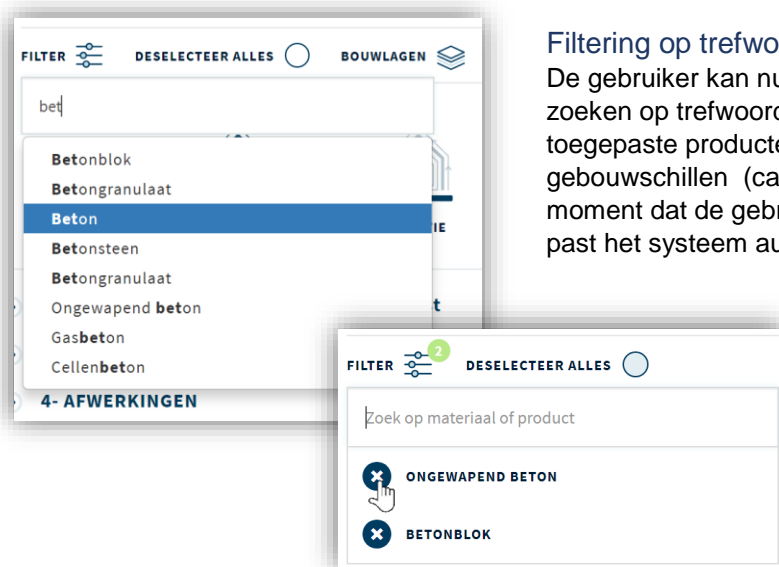 FILTER DESELECTEER ALLES BOUWLAGEN
bet
Betonblok
Betongranulaat
Beton
Betonsteen
Betongranulaat
Ongewapend beton
Gasbeton
Cellenbeton
IE
t
4- AFWERKINGEN
Filtering op trefwo
De gebruiker kan nu
zoeken op trefwoord
toegepaste producte
gebouwschillen (ca
moment dat de gebr
past het systeem au
FILTER 2 DESELECTEER ALLES
Zoek op materiaal of product
ONGEWAPEND BETON
BETONBLOK